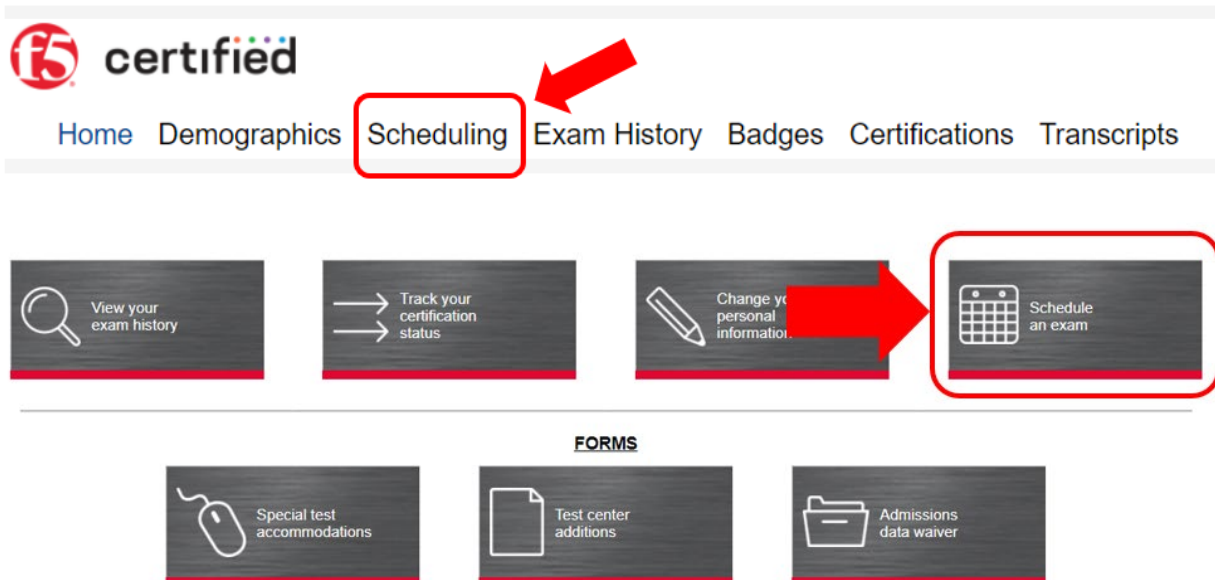 f5 certified
Home Demographics Scheduling Exam History Badges Certifications Transcripts
View your
exam history
Track your
certification
status
Change
personal
information
Schedule
an exam
FORMS
Special test
accommodations
Test center
additions
Admissions
data waiver